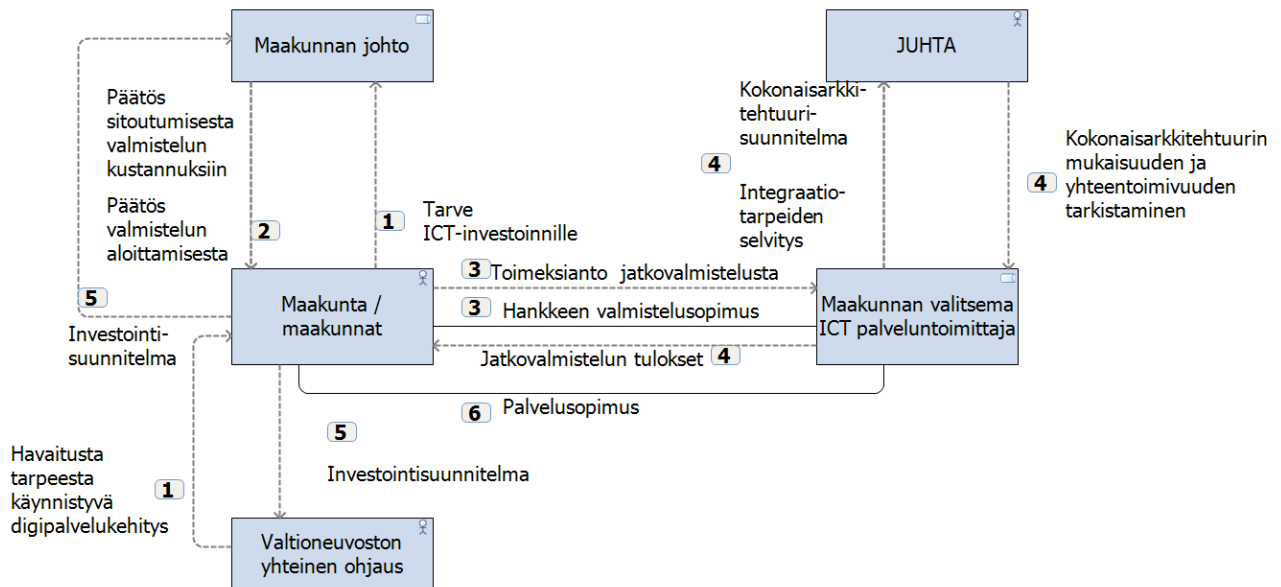 Maakunnan johto
JUHTA
Päätös
sitoutumisesta
valmistelun
kustannuksiin
Päätös
valmistelun
aloittamisesta
2
1
Tarve
ICT-investoinnille
Kokonaisarkki-
tehtuuri-
suunnitelma
4
Integraatio-
tarpeiden
selvitys
4
Kokonaisarkkitehtuurin
mukaisuuden ja
yhteentoimivuuden
tarkistaminen
5
Investointi-
suunnitelma
Maakunta /
maakunnat
3 Toimeksianto jatkovalmistelusta
3 Hankkeen valmistelusopimus
Jatkovalmistelun tulokset 4
6 Palvelusopimus
Maakunnan valitsema
ICT palveluntoimittaja
5
Investointisuunnitelma
Havaitusta
tarpeesta
käynnistyvä
digipalvelukehitys
1
Valtioneuvoston
yhteinen ohjaus